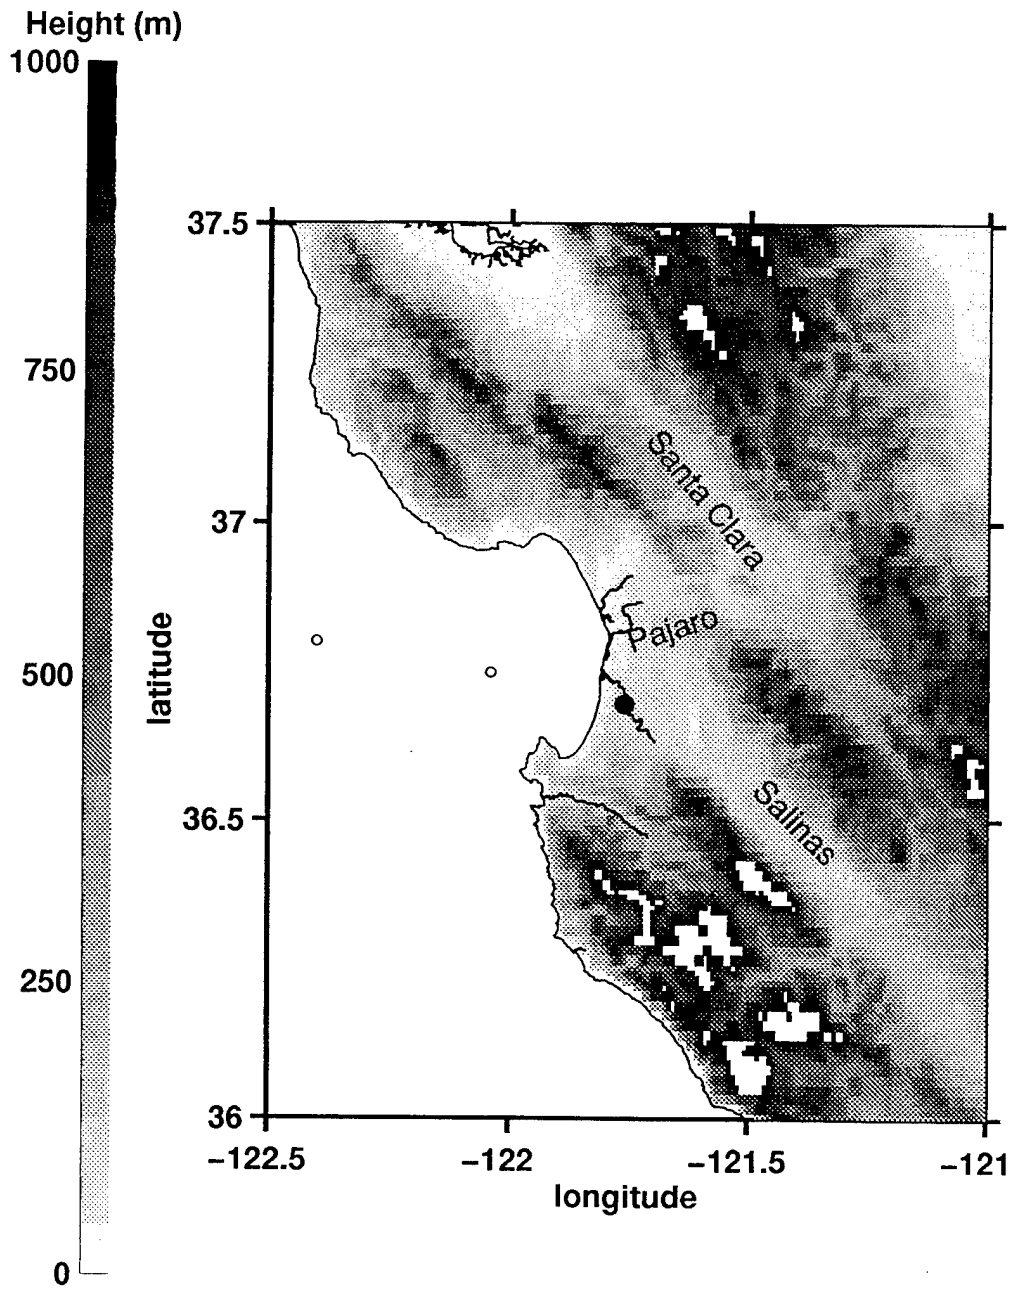 Height (m)
1000
750
500
250
0
37.5
37
36.5
36
latitude
−122.5
−122
−121.5
−121
longitude
Santa Clara
Pajaro
Salinas